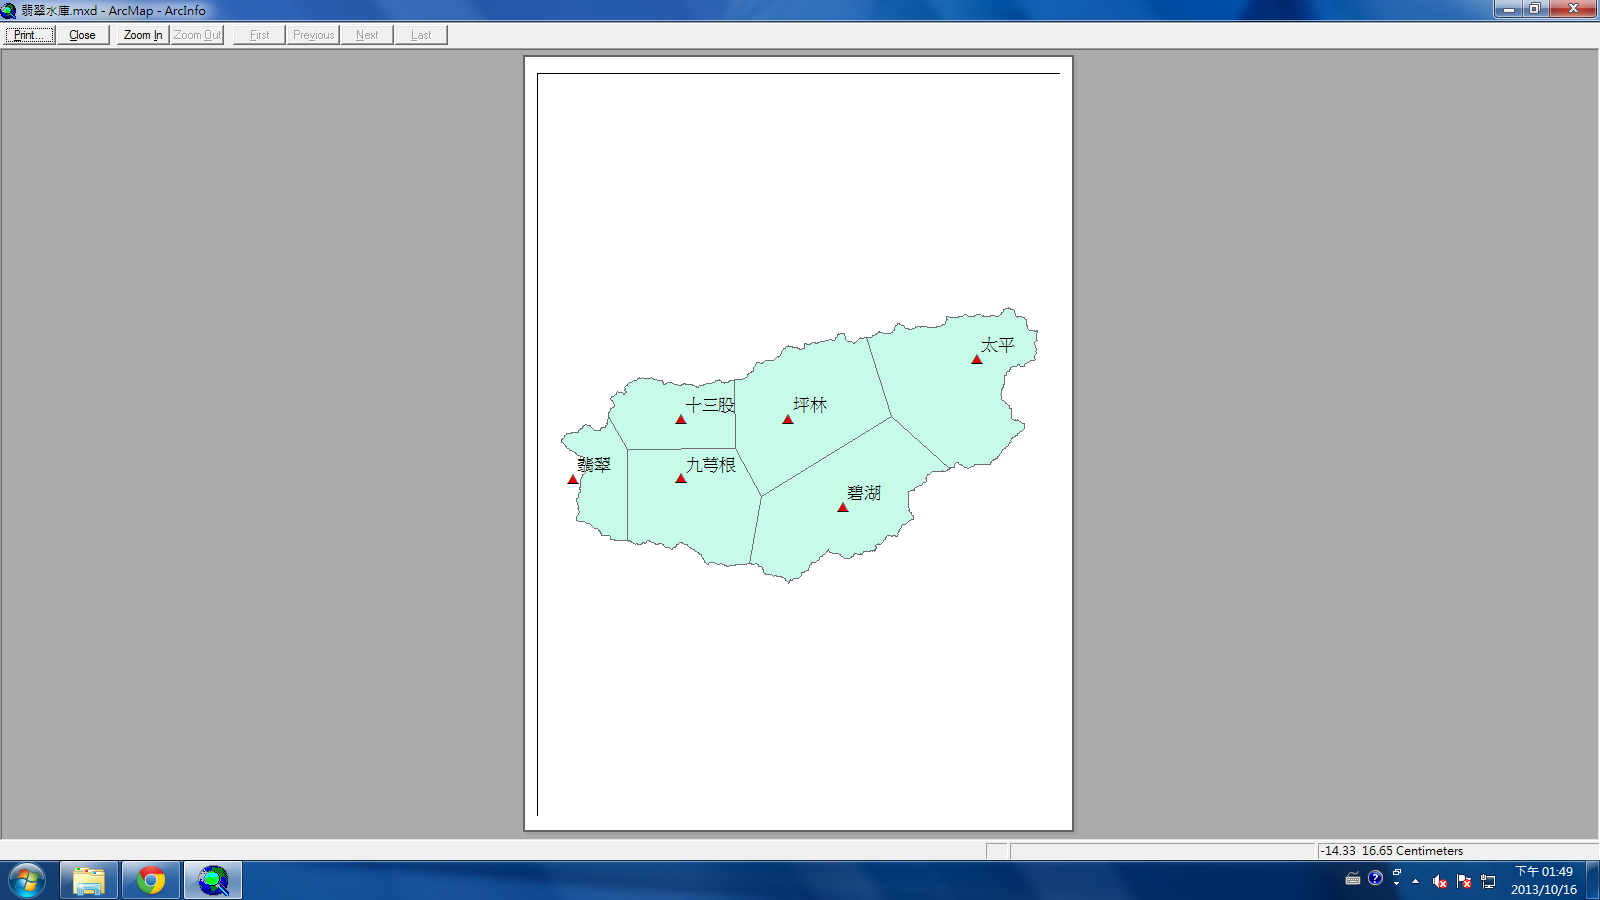 翡翠水庫.mxd - ArcMap - ArcInfo
Print... Close Zoom In Zoom Out First Previous Next Last
太平
十三股
坪林
翡翠
九芎根
碧湖
-14.33 16.65 Centimeters
下午 01:49
2013/10/16